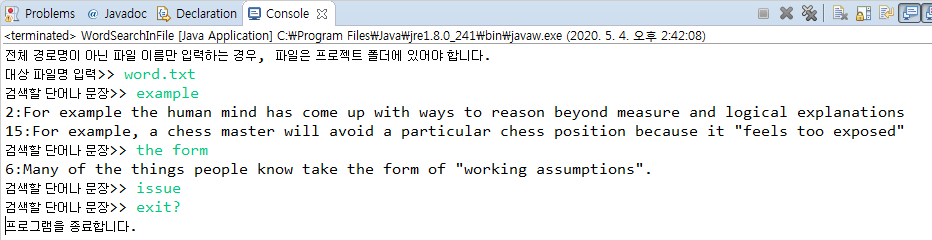 Problems @ Javadoc Declaration Console
<terminated> WordSearchInFile [Java Application] C:₩Program Files₩Java₩jre1.8.0_241₩bin₩javaw.exe (2020. 5. 4. 오후 2:42:08)
전체 경로명이 아닌 파일 이름만 입력하는 경우, 파일은 프로젝트 폴더에 있어야 합니다.
대상 파일명 입력>> word.txt
검색할 단어나 문장>> example
2:For example the human mind has come up with ways to reason beyond measure and logical explanations
15:For example, a chess master will avoid a particular chess position because it "feels too exposed"
검색할 단어나 문장>> the form
6:Many of the things people know take the form of "working assumptions".
검색할 단어나 문장>> issue
검색할 단어나 문장>> exit?
프로그램을 종료합니다.